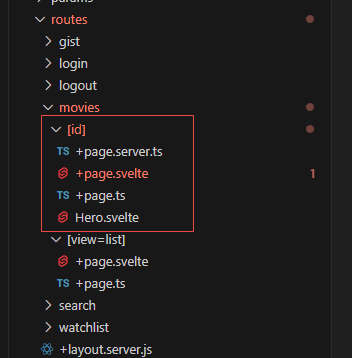 params
routes
gist
login
logout
movies
[id]
TS +page.server.ts
+page.svelte 1
TS +page.ts
Hero.svelte
[view=list]
+page.svelte
TS +page.ts
search
watchlist
+layout.server.js